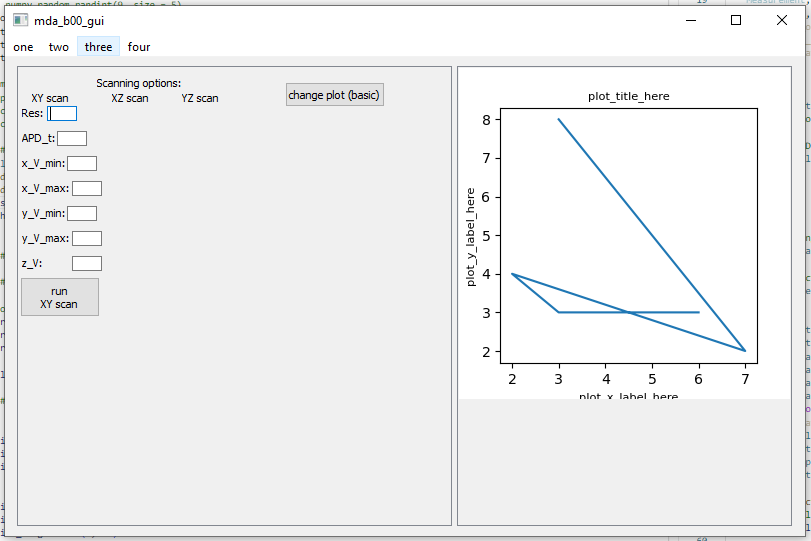 mda_b00_gui
one two three four
Scanning options:
XY scan XZ scan YZ scan
Res:
APD_t:
x_V_min:
x_V_max:
y_V_min:
y_V_max:
z_V:
run
XY scan
change plot (basic)
plot_title_here
plot_y_label_here
8
7
6
5
4
3
2
2 3 4 5 6 7
plot_x_label_here